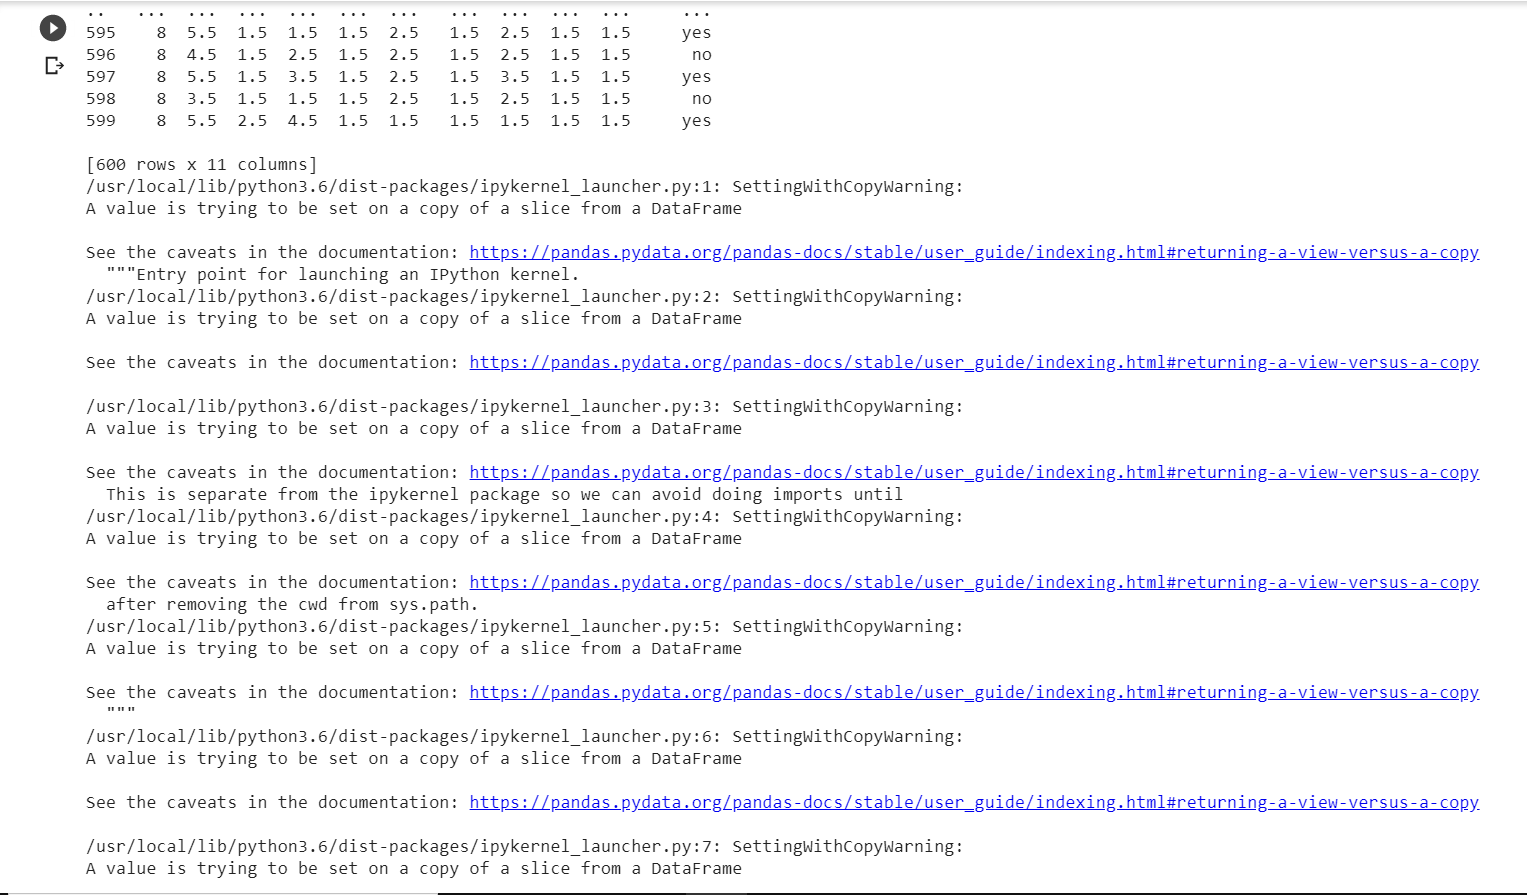 .. ... ... ... ... ... ... ... ... ... ... ...
595 8 5.5 1.5 1.5 1.5 2.5 1.5 2.5 1.5 1.5 yes
596 8 4.5 1.5 2.5 1.5 2.5 1.5 2.5 1.5 1.5 no
597 8 5.5 1.5 3.5 1.5 2.5 1.5 3.5 1.5 1.5 yes
598 8 3.5 1.5 1.5 1.5 2.5 1.5 2.5 1.5 1.5 no
599 8 5.5 2.5 4.5 1.5 1.5 1.5 1.5 1.5 1.5 yes
[600 rows x 11 columns]
/usr/local/lib/python3.6/dist-packages/ipykernel_launcher.py:1: SettingWithCopyWarning:
A value is trying to be set on a copy of a slice from a DataFrame
See the caveats in the documentation: https://pandas.pydata.org/pandas-docs/stable/user_guide/indexing.html#returning-a-view-versus-a-copy
"""Entry point for launching an IPython kernel.
/usr/local/lib/python3.6/dist-packages/ipykernel_launcher.py:2: SettingWithCopyWarning:
A value is trying to be set on a copy of a slice from a DataFrame
See the caveats in the documentation: https://pandas.pydata.org/pandas-docs/stable/user_guide/indexing.html#returning-a-view-versus-a-copy
/usr/local/lib/python3.6/dist-packages/ipykernel_launcher.py:3: SettingWithCopyWarning:
A value is trying to be set on a copy of a slice from a DataFrame
See the caveats in the documentation: https://pandas.pydata.org/pandas-docs/stable/user_guide/indexing.html#returning-a-view-versus-a-copy
This is separate from the ipykernel package so we can avoid doing imports until
/usr/local/lib/python3.6/dist-packages/ipykernel_launcher.py:4: SettingWithCopyWarning:
A value is trying to be set on a copy of a slice from a DataFrame
See the caveats in the documentation: https://pandas.pydata.org/pandas-docs/stable/user_guide/indexing.html#returning-a-view-versus-a-copy
after removing the cwd from sys.path.
/usr/local/lib/python3.6/dist-packages/ipykernel_launcher.py:5: SettingWithCopyWarning:
A value is trying to be set on a copy of a slice from a DataFrame
See the caveats in the documentation: https://pandas.pydata.org/pandas-docs/stable/user_guide/indexing.html#returning-a-view-versus-a-copy
"""
/usr/local/lib/python3.6/dist-packages/ipykernel_launcher.py:6: SettingWithCopyWarning:
A value is trying to be set on a copy of a slice from a DataFrame
See the caveats in the documentation: https://pandas.pydata.org/pandas-docs/stable/user_guide/indexing.html#returning-a-view-versus-a-copy
/usr/local/lib/python3.6/dist-packages/ipykernel_launcher.py:7: SettingWithCopyWarning:
A value is trying to be set on a copy of a slice from a DataFrame